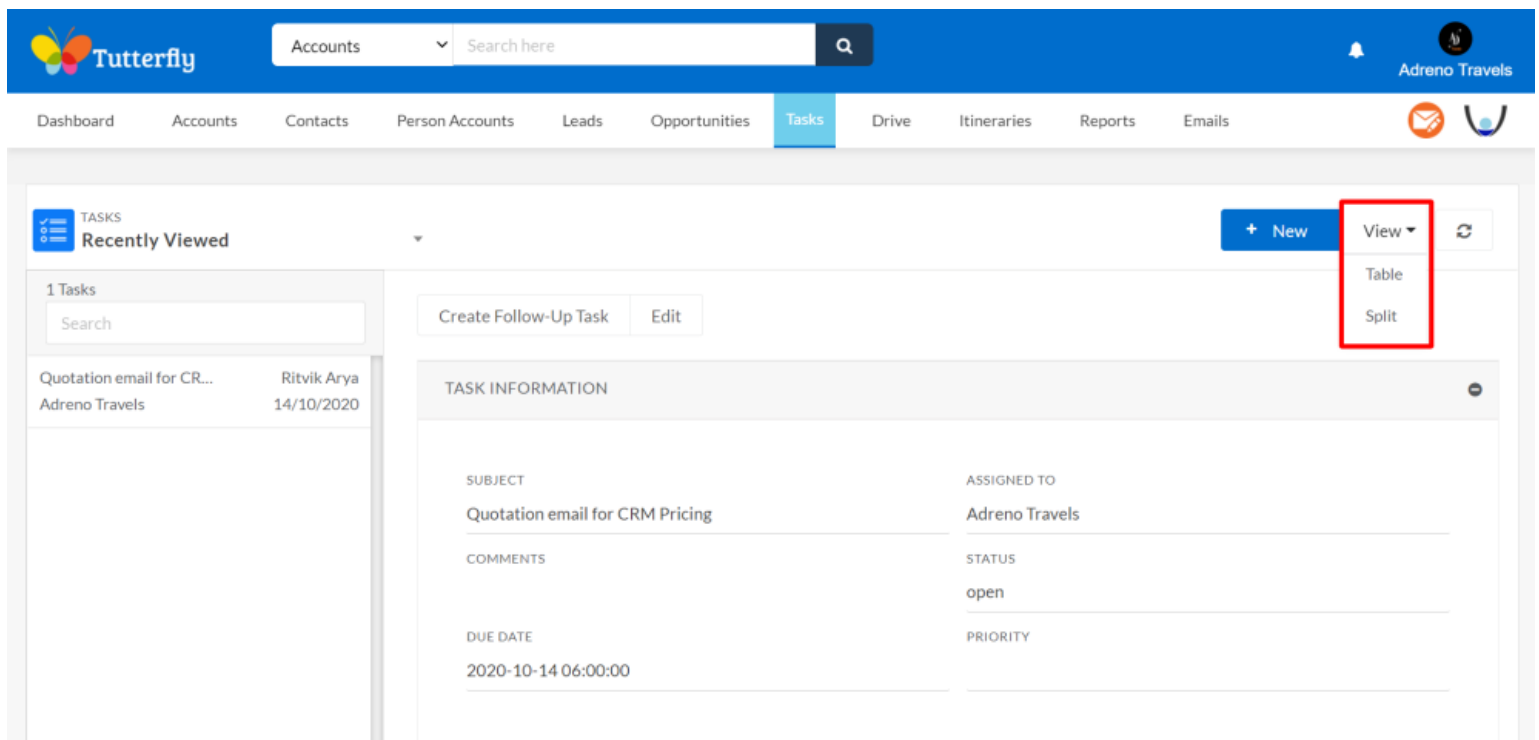 Tutterfly
Accounts
Search here
Adreno Travels
Dashboard Accounts Contacts Person Accounts Leads Opportunities Tasks Drive Itineraries Reports Emails
TASKS
Recently Viewed
+ New
View
Table
Split
1 Tasks
Search
Quotation email for CR... Ritvik Arya
Adreno Travels 14/10/2020
Create Follow-Up Task Edit
TASK INFORMATION
SUBJECT
Quotation email for CRM Pricing
ASSIGNED TO
Adreno Travels
COMMENTS
STATUS
open
DUE DATE
2020-10-14 06:00:00
PRIORITY